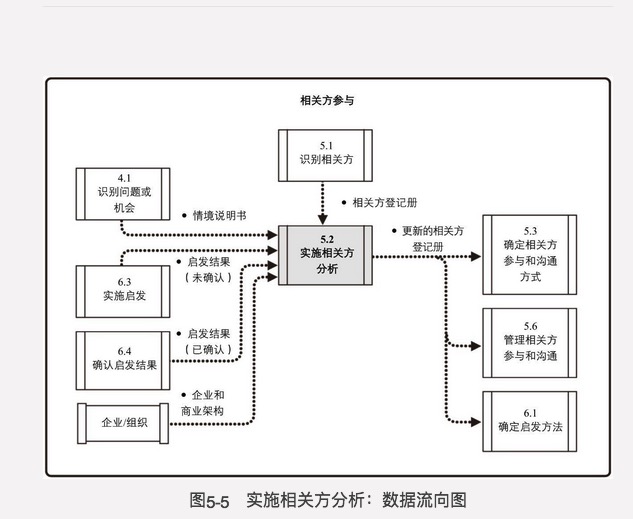 相关方参与
5.1
识别相关方
4.1
识别问题或
机会
• 情境说明书
• 相关方登记册
5.2
实施相关方
分析
• 更新的相关方
登记册
5.3
确定相关方
参与和沟通
方式
6.3
实施启发
• 启发结果
(未确认)
6.4
确认启发结果
• 启发结果
(已确认)
5.6
管理相关方
参与和沟通
企业/组织
• 企业和
商业架构
6.1
确定启发方法
图5-5 实施相关方分析：数据流向图